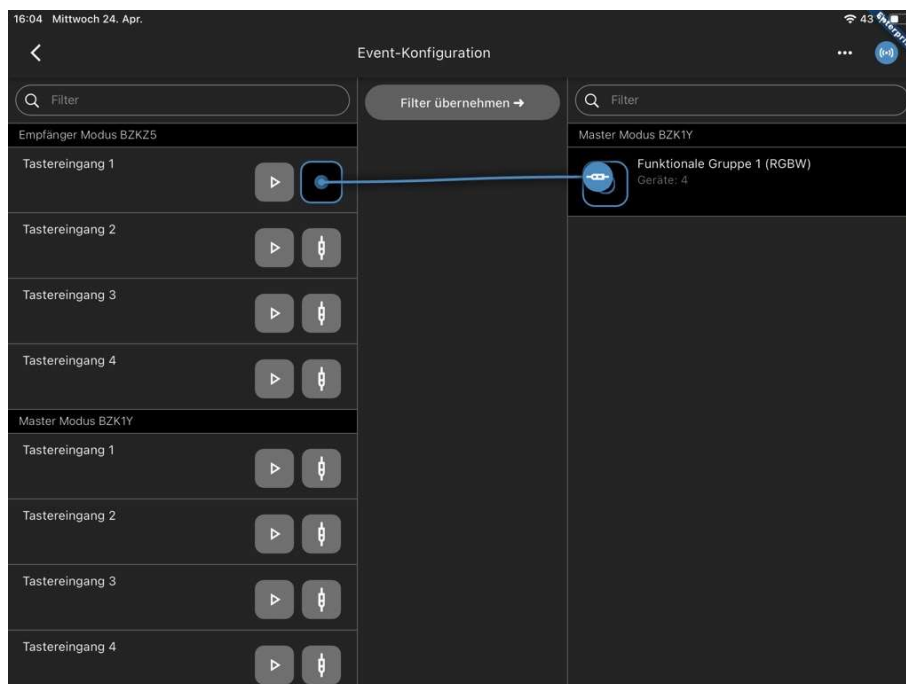 16:04 Mittwoch 24. Apr.
43
Enterpri
Event-Konfiguration
Filter
Filter übernehmen →
Filter
Empfänger Modus BZKZ5
Master Modus BZK1Y
Tastereingang 1
Funktionale Gruppe 1 (RGBW)
Geräte: 4
Tastereingang 2
Tastereingang 3
Tastereingang 4
Master Modus BZK1Y
Tastereingang 1
Tastereingang 2
Tastereingang 3
Tastereingang 4